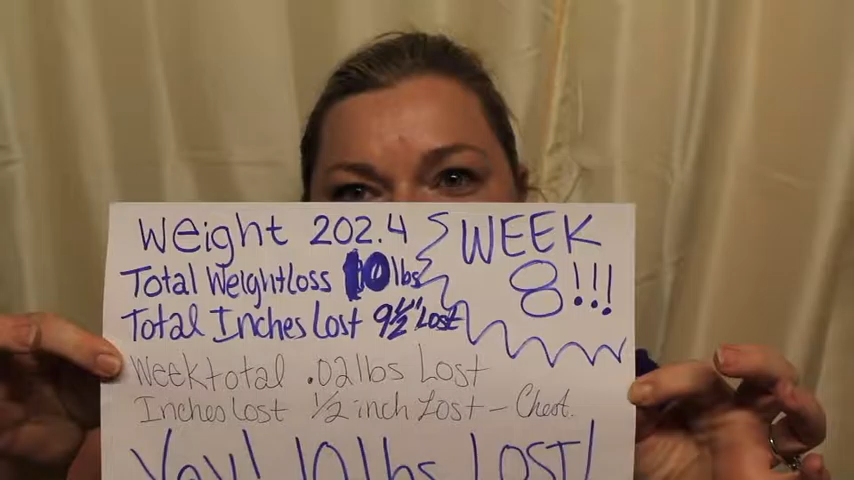 Weight 202.4
WEEK 8!!!
Total Weightloss 10lbs
Total Inches Lost 9½" Lost
Week total .02lbs Lost
Inches Lost ½ inch Lost - Chest.
Yay! 10lbs LOST!